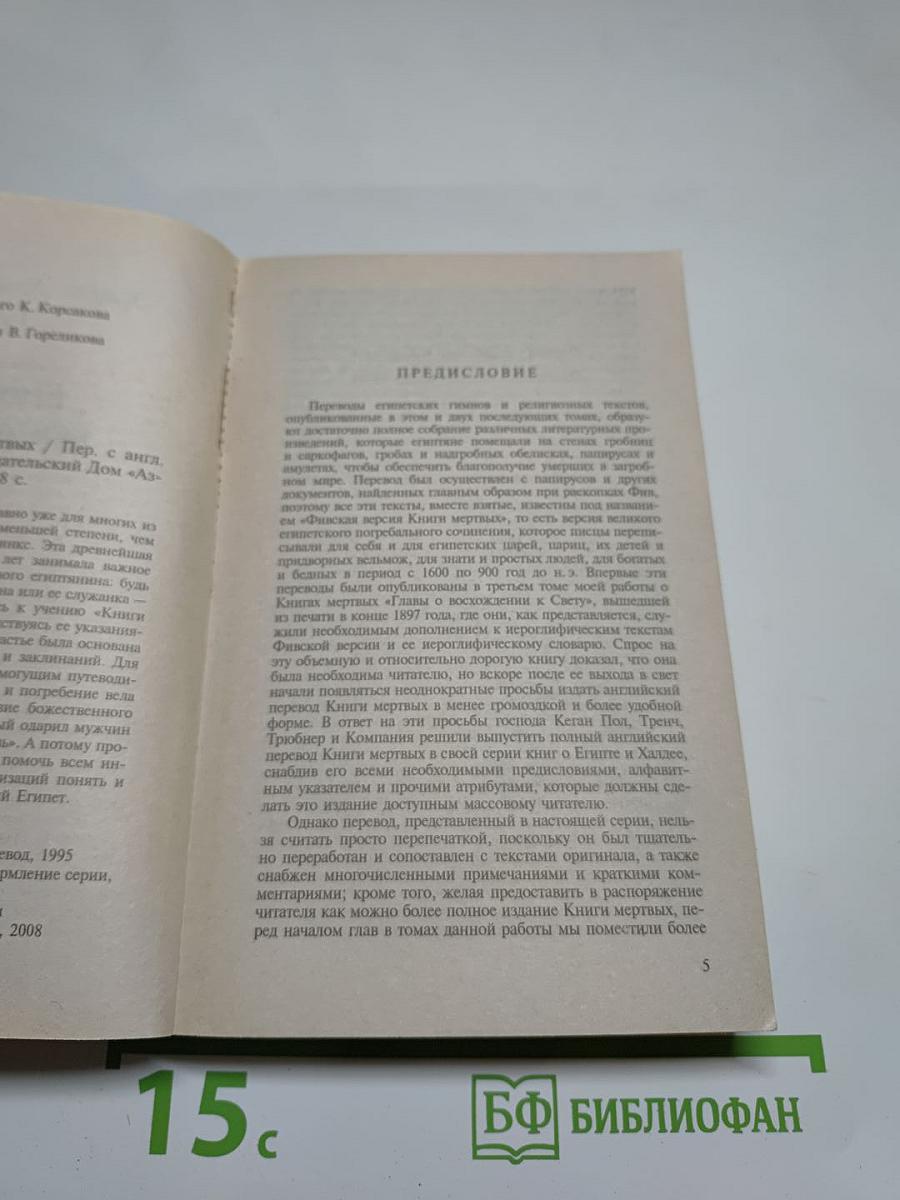 го К. Корсакова
В. Горёликова
твых / Пер. с англ.
дательский Дом «Аз-
8 с.
авно уже для многих из
меньшей степени, чем
инкс. Эта древнейшая
лет занимала важное
вого египтянина: будь
на или ее служанка —
сь к учению «Книги
ствуясь ее указания-
астье была основана
и заклинаний. Для
могущим путеводи-
и погребение вела
вие божественного
ый одарил мужчин
ь». А потому про-
помочь всем ин-
изаций понять и
й Египет.
евод, 1995
рмление серии,
, 2008
ПРЕДИСЛОВИЕ
Переводы египетских гимнов и религиозных текстов,
опубликованные в этом и двух последующих томах, образу-
ют достаточно полное собрание различных литературных про-
изведений, которые египтяне помещали на стенах гробниц
и саркофагов, гробах и надгробных обелисках, папирусах и
амулетах, чтобы обеспечить благополучие умерших в загроб-
ном мире. Перевод был осуществлен с папирусов и других
документов, найденных главным образом при раскопках Фив,
поэтому все эти тексты, вместе взятые, известны под названи-
ем «Фивская версия Книги мертвых», то есть версия великого
египетского погребального сочинения, которое писцы перепи-
сывали для себя и для египетских царей, цариц, их детей и
придворных вельмож, для знати и простых людей, для богатых
и бедных в период с 1600 по 900 год до н. э. Впервые эти
переводы были опубликованы в третьем томе моей работы о
Книгах мертвых «Главы о восхождении к Свету», вышедшей
из печати в конце 1897 года, где они, как представляется, слу-
жили необходимым дополнением к иероглифическим текстам
Фивской версии и ее иероглифическому словарю. Спрос на
эту объемную и относительно дорогую книгу доказал, что она
была необходима читателю, но вскоре после ее выхода в свет
начали появляться неоднократные просьбы издать английский
перевод Книги мертвых в менее громоздкой и более удобной
форме. В ответ на эти просьбы господа Кеган Пол, Тренч,
Трюбнер и Компания решили выпустить полный английский
перевод Книги мертвых в своей серии книг о Египте и Халдее,
снабдив его всеми необходимыми предисловиями, алфавит-
ным указателем и прочими атрибутами, которые должны сде-
лать это издание доступным массовому читателю.
Однако перевод, представленный в настоящей серии, нель-
зя считать просто перепечаткой, поскольку он был тщатель-
но переработан и сопоставлен с текстами оригинала, а также
снабжен многочисленными примечаниями и краткими ком-
ментариями; кроме того, желая предоставить в распоряжение
читателя как можно более полное издание Книги мертвых, пе-
ред началом глав в томах данной работы мы поместили более
5
15 с
БФ БИБЛИОФАН